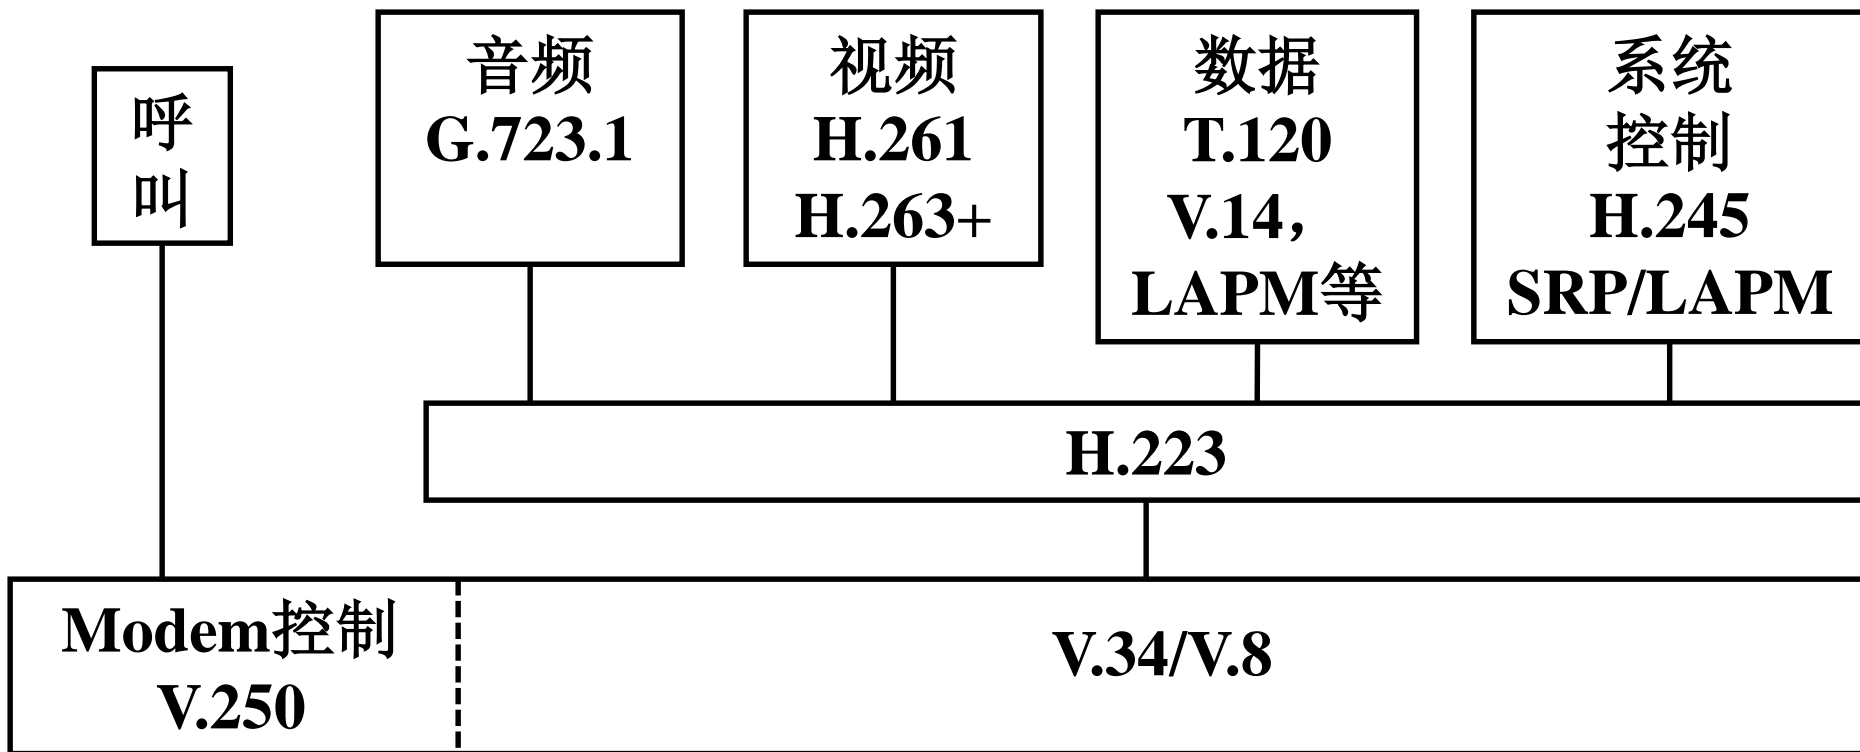 呼
叫
音频
G.723.1
视频
H.261
H.263+
数据
T.120
V.14，
LAPM等
系统
控制
H.245
SRP/LAPM
H.223
Modem控制
V.250
V.34/V.8